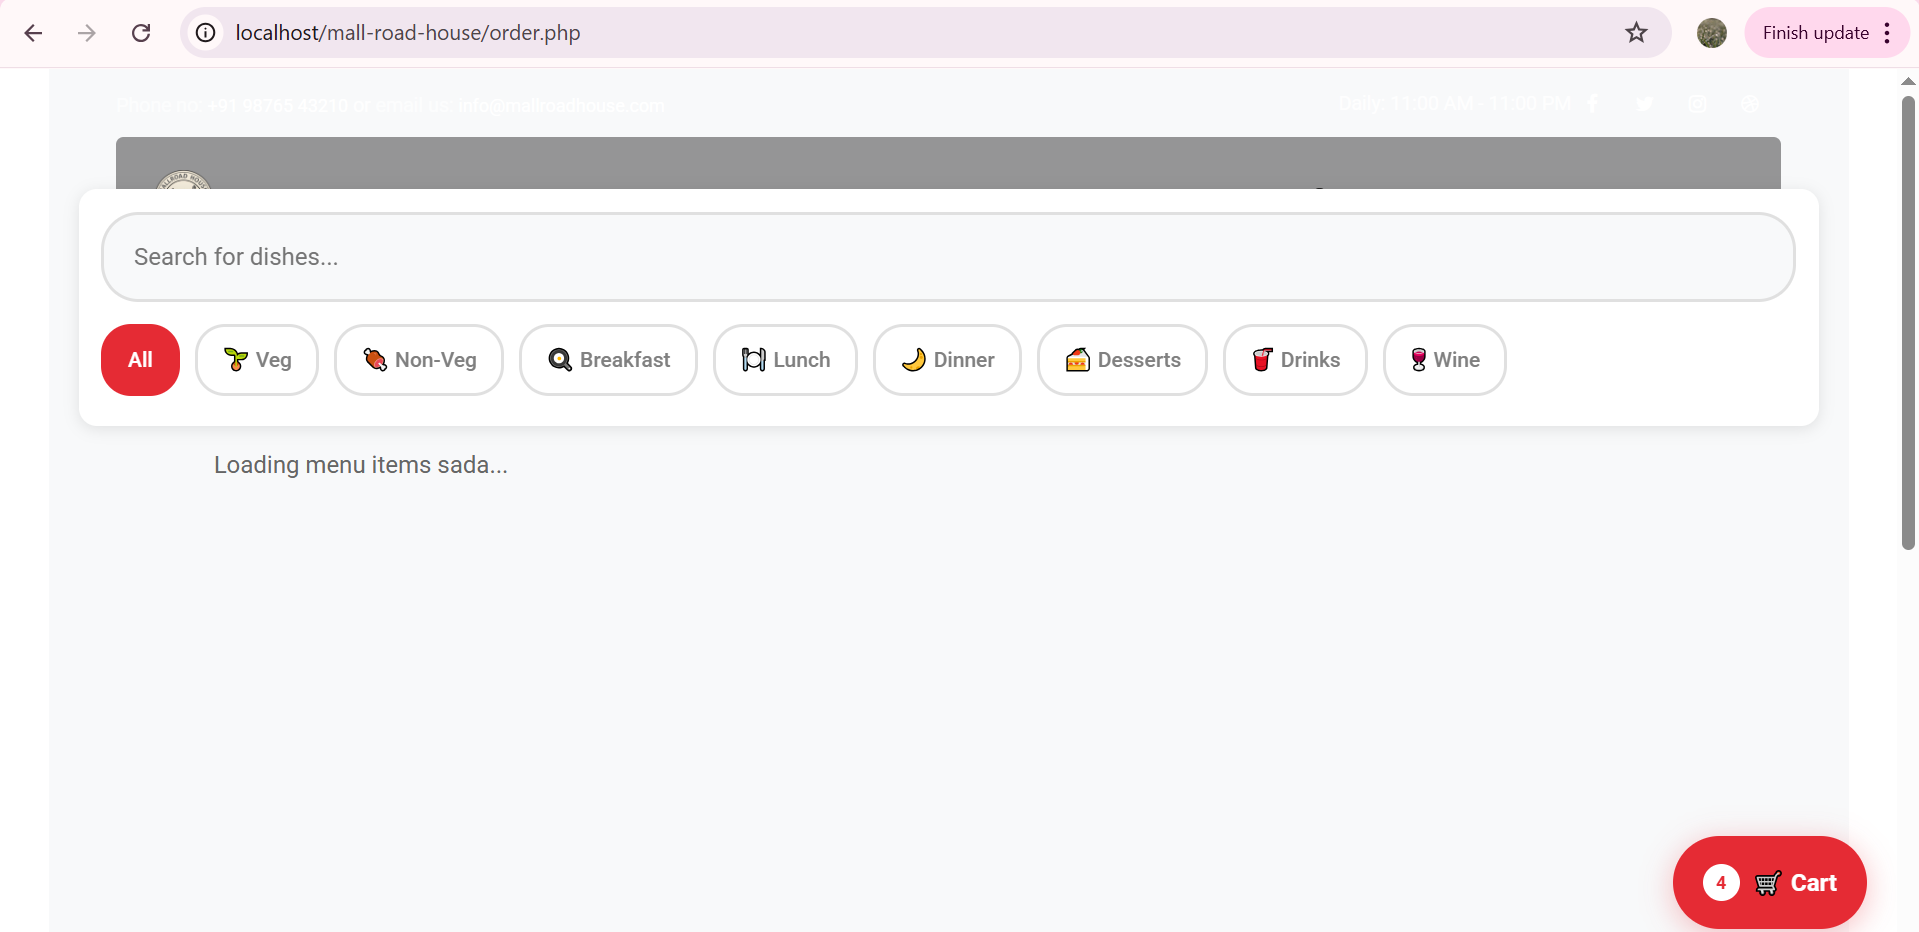 localhost/mall-road-house/order.php
Finish update
Phone no: +91 98765 43210 or email us: info@mallroadhouse.com
Daily: 11:00 AM - 11:00 PM
Search for dishes...
All
Veg
Non-Veg
Breakfast
Lunch
Dinner
Desserts
Drinks
Wine
Loading menu items sada...
4 Cart